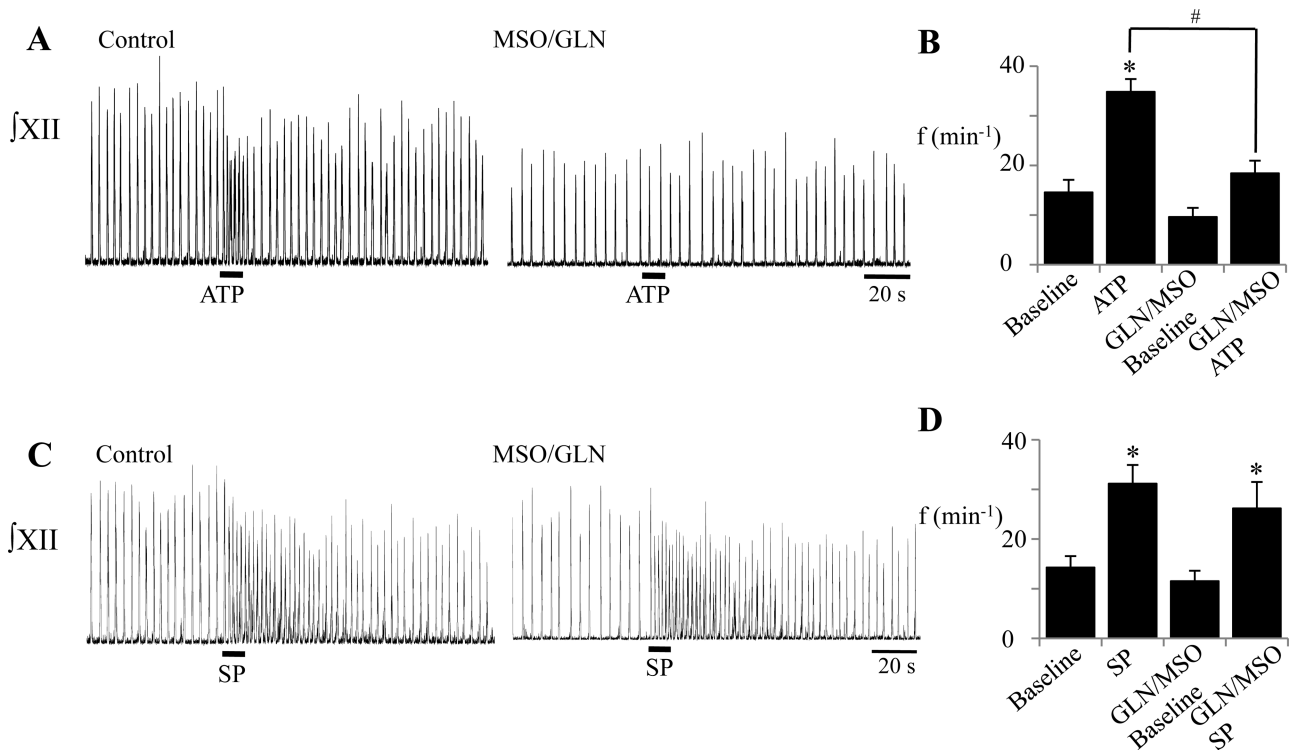 A
Control
MSO/GLN
∫XII
ATP
ATP
20 s
B
#
*
40
f (min-1)
20
0
Baseline
ATP
GLN/MSO
Baseline
GLN/MSO
ATP
C
Control
MSO/GLN
∫XII
SP
SP
20 s
D
*
*
40
f (min-1)
20
0
Baseline
SP
GLN/MSO
Baseline
GLN/MSO
SP